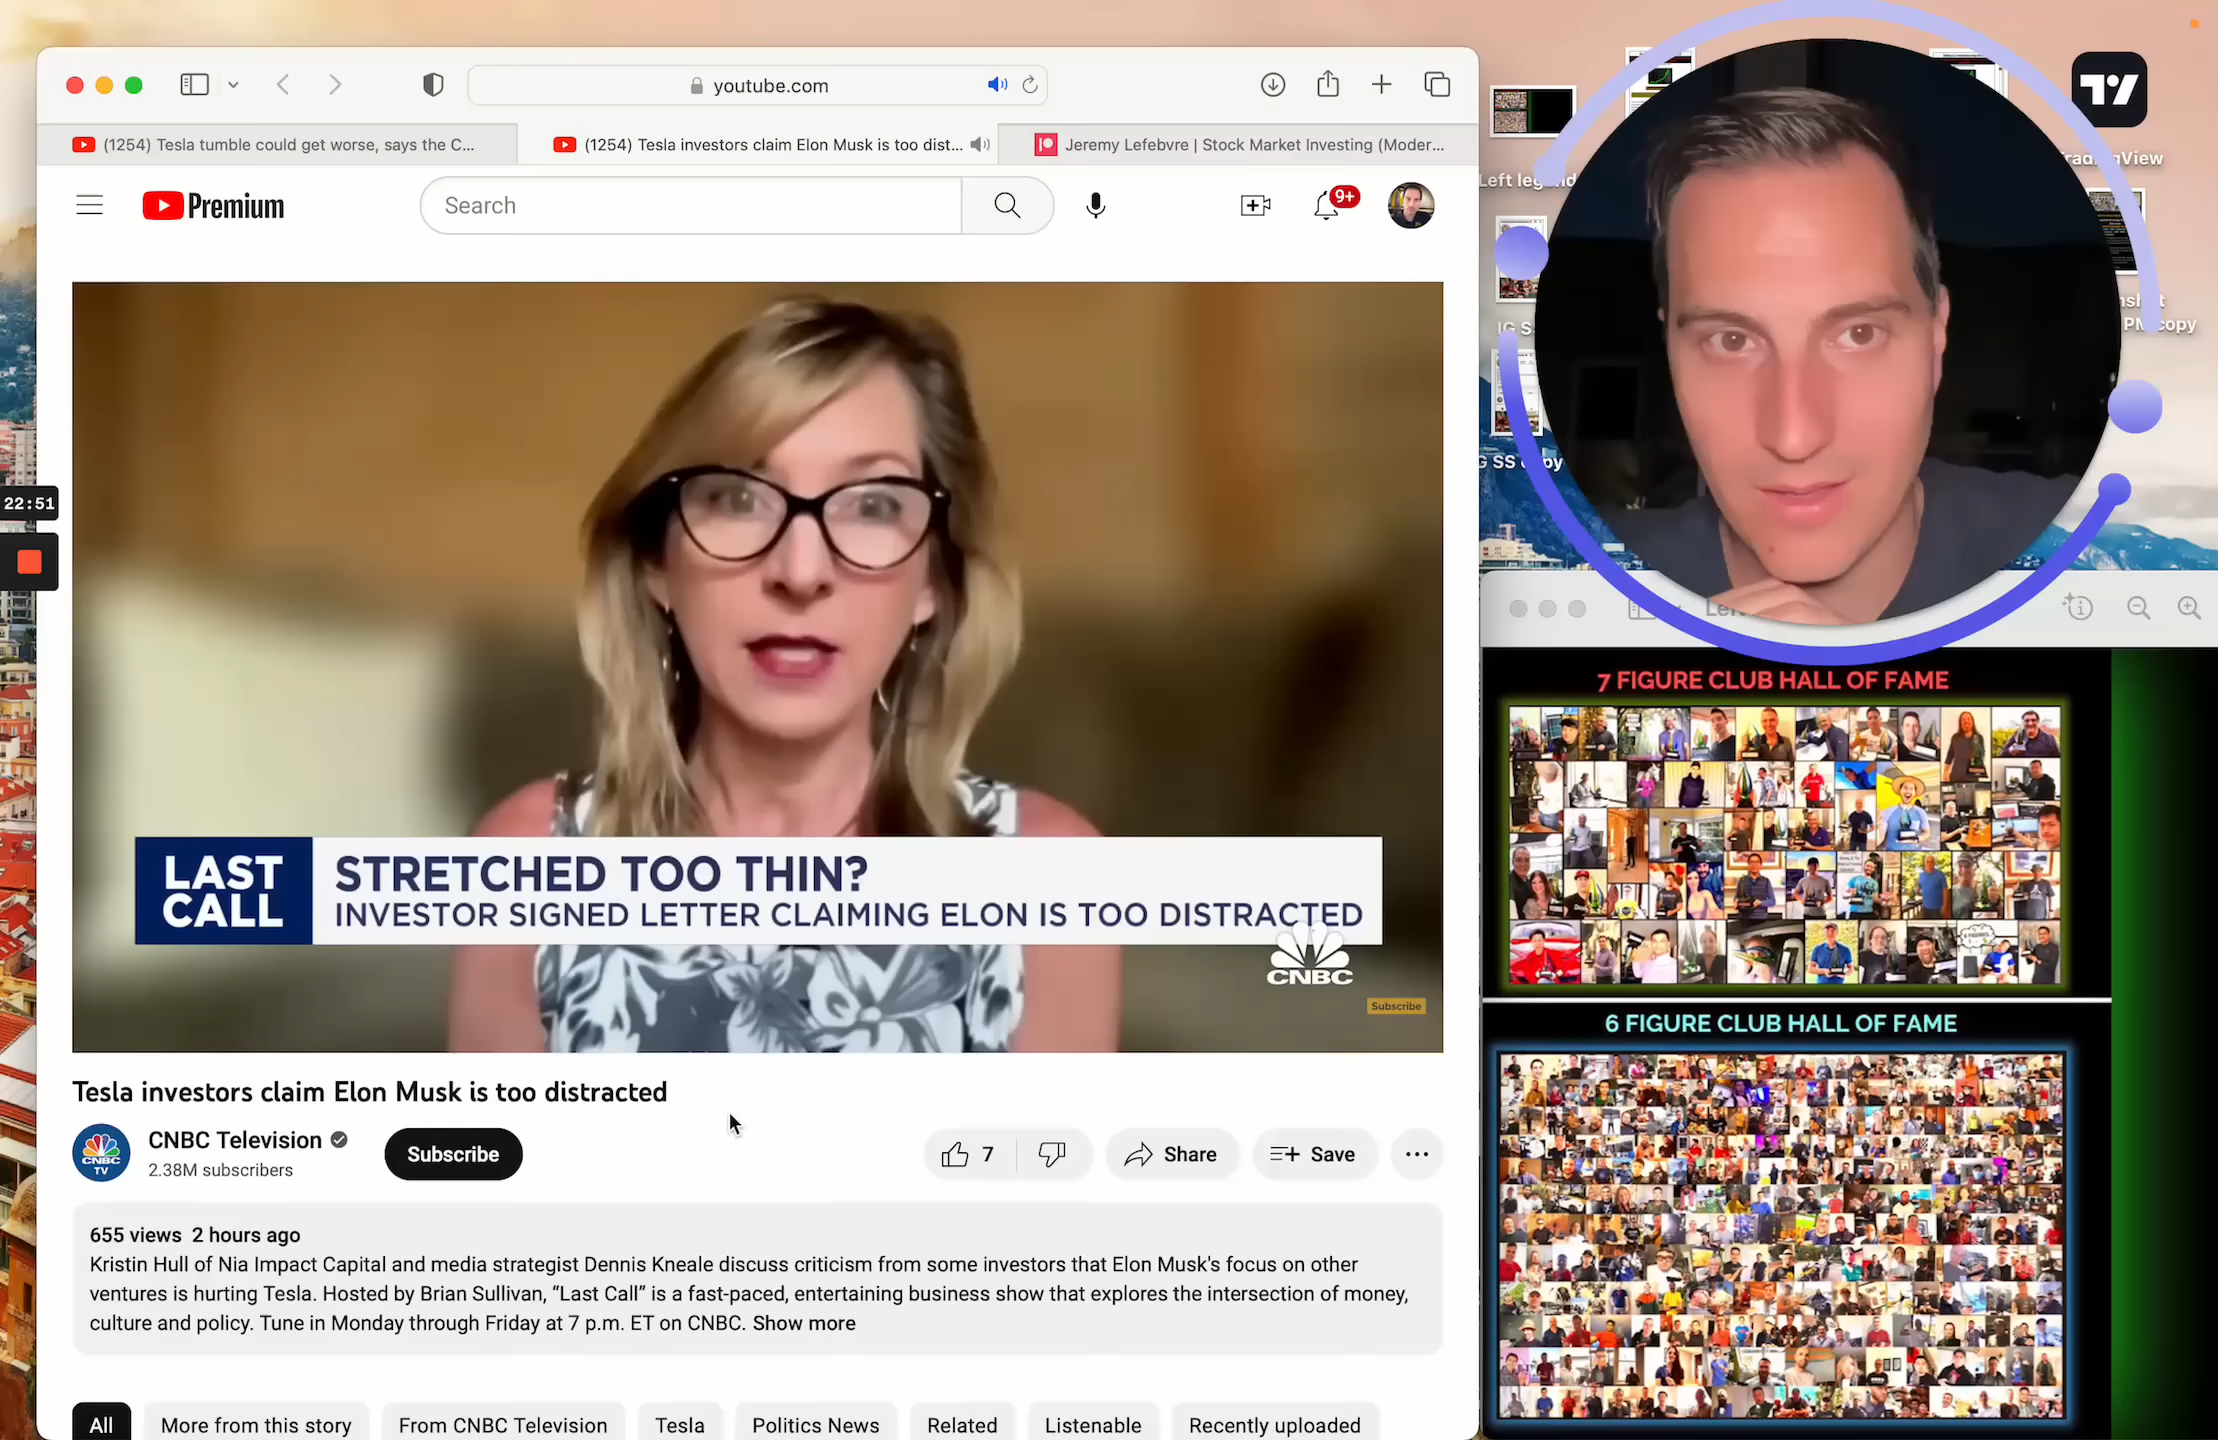 youtube.com
(1254) Tesla tumble could get worse, says the C...
(1254) Tesla investors claim Elon Musk is too dist...
Jeremy Lefebvre | Stock Market Investing (Moder...
Premium
Search
9+
22:51
LAST CALL
STRETCHED TOO THIN?
INVESTOR SIGNED LETTER CLAIMING ELON IS TOO DISTRACTED
CNBC
Subscribe
Tesla investors claim Elon Musk is too distracted
CNBC TV
CNBC Television
2.38M subscribers
Subscribe
7
Share
Save
655 views 2 hours ago
Kristin Hull of Nia Impact Capital and media strategist Dennis Kneale discuss criticism from some investors that Elon Musk's focus on other
ventures is hurting Tesla. Hosted by Brian Sullivan, “Last Call” is a fast-paced, entertaining business show that explores the intersection of money,
culture and policy. Tune in Monday through Friday at 7 p.m. ET on CNBC. Show more
All
More from this story
From CNBC Television
Tesla
Politics News
Related
Listenable
Recently uploaded
Left
PM copy
7 FIGURE CLUB HALL OF FAME
6 FIGURE CLUB HALL OF FAME